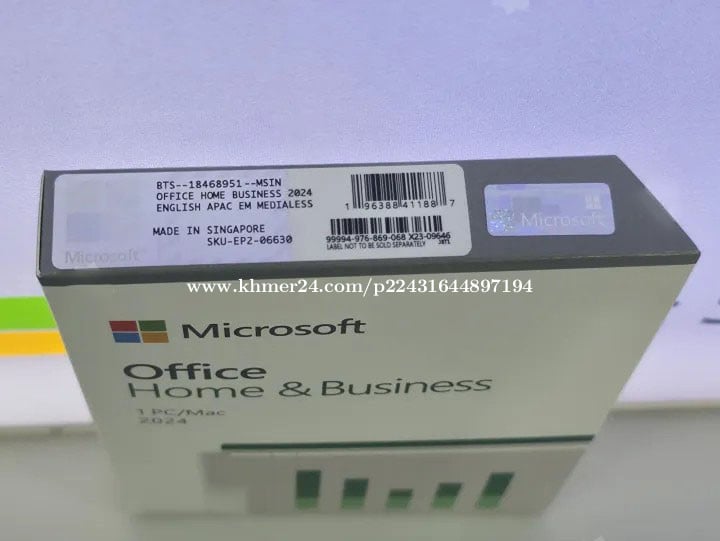 BTS--18468951--MSIN
OFFICE HOME BUSINESS 2024
ENGLISH APAC EM MEDIALESS
MADE IN SINGAPORE
SKU-EP2-06630
Microsoft
1 96388 41188 7
99994-976-869-068 X23-09646
LABEL NOT TO BE SOLD SEPARATELY
Microsoft
www.khmer24.com/p22431644897194
Microsoft
Office
Home & Business
1 PC/Mac
2024